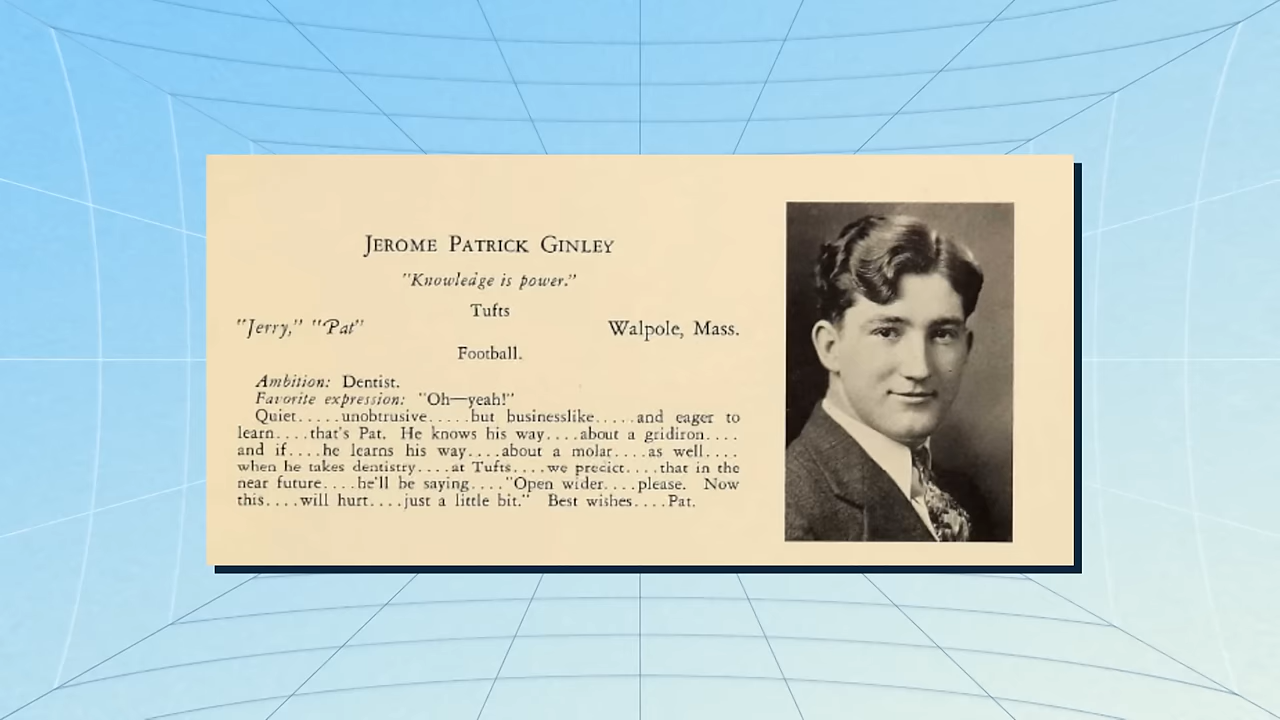 JEROME PATRICK GINLEY
"Knowledge is power."
Tufts
"Jerry," "Pat"
Walpole, Mass.
Football.
Ambition: Dentist.
Favorite expression: "Oh—yeah!"
Quiet.....unobtrusive.....but businesslike.....and eager to
learn....that's Pat. He knows his way....about a gridiron....
and if....he learns his way....about a molar....as well....
when he takes dentistry....at Tufts....we predict....that in the
near future....he'll be saying...."Open wider....please. Now
this....will hurt....just a little bit." Best wishes....Pat.